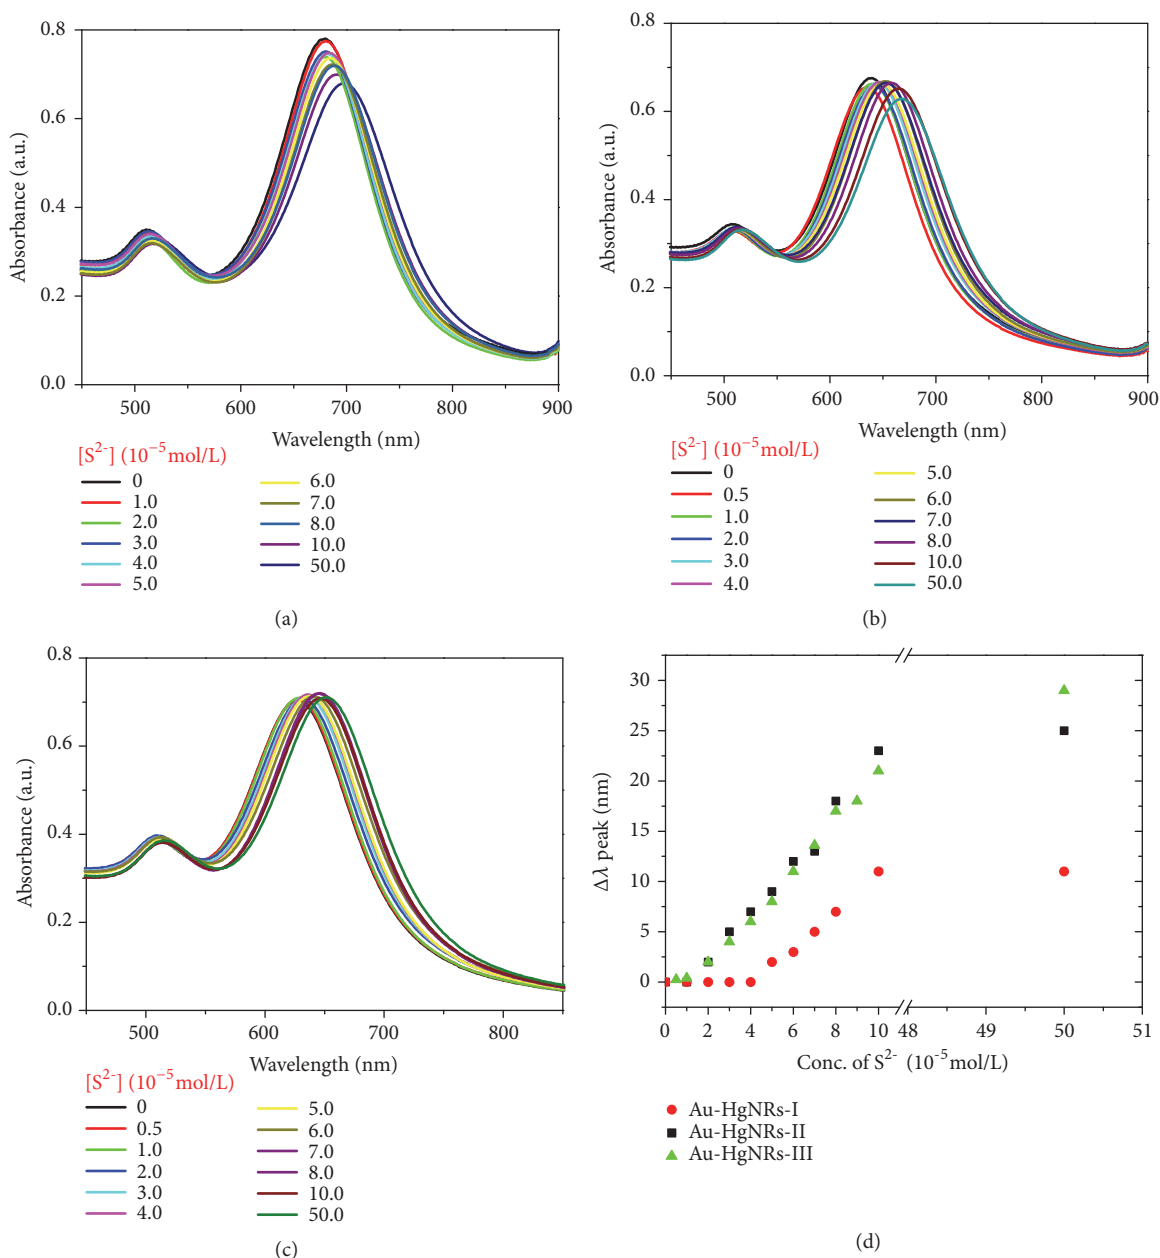 0.8
0.6
0.4
0.2
0.0
Absorbance (a.u.)
500 600 700 800 900
Wavelength (nm)
[S²⁻] (10⁻⁵ mol/L)
0 6.0
1.0 7.0
2.0 8.0
3.0 10.0
4.0 50.0
5.0
(a)
0.8
0.6
0.4
0.2
0.0
Absorbance (a.u.)
500 600 700 800 900
Wavelength (nm)
[S²⁻] (10⁻⁵ mol/L)
0 5.0
0.5 6.0
1.0 7.0
2.0 8.0
3.0 10.0
4.0 50.0
(b)
0.8
0.6
0.4
0.2
0.0
Absorbance (a.u.)
500 600 700 800
Wavelength (nm)
[S²⁻] (10⁻⁵ mol/L)
0 5.0
0.5 6.0
1.0 7.0
2.0 8.0
3.0 10.0
4.0 50.0
(c)
30
25
20
15
10
5
0
Δλ peak (nm)
0 2 4 6 8 10 48 49 50 51
Conc. of S²⁻ (10⁻⁵ mol/L)
Au-HgNRs-I
Au-HgNRs-II
Au-HgNRs-III
(d)